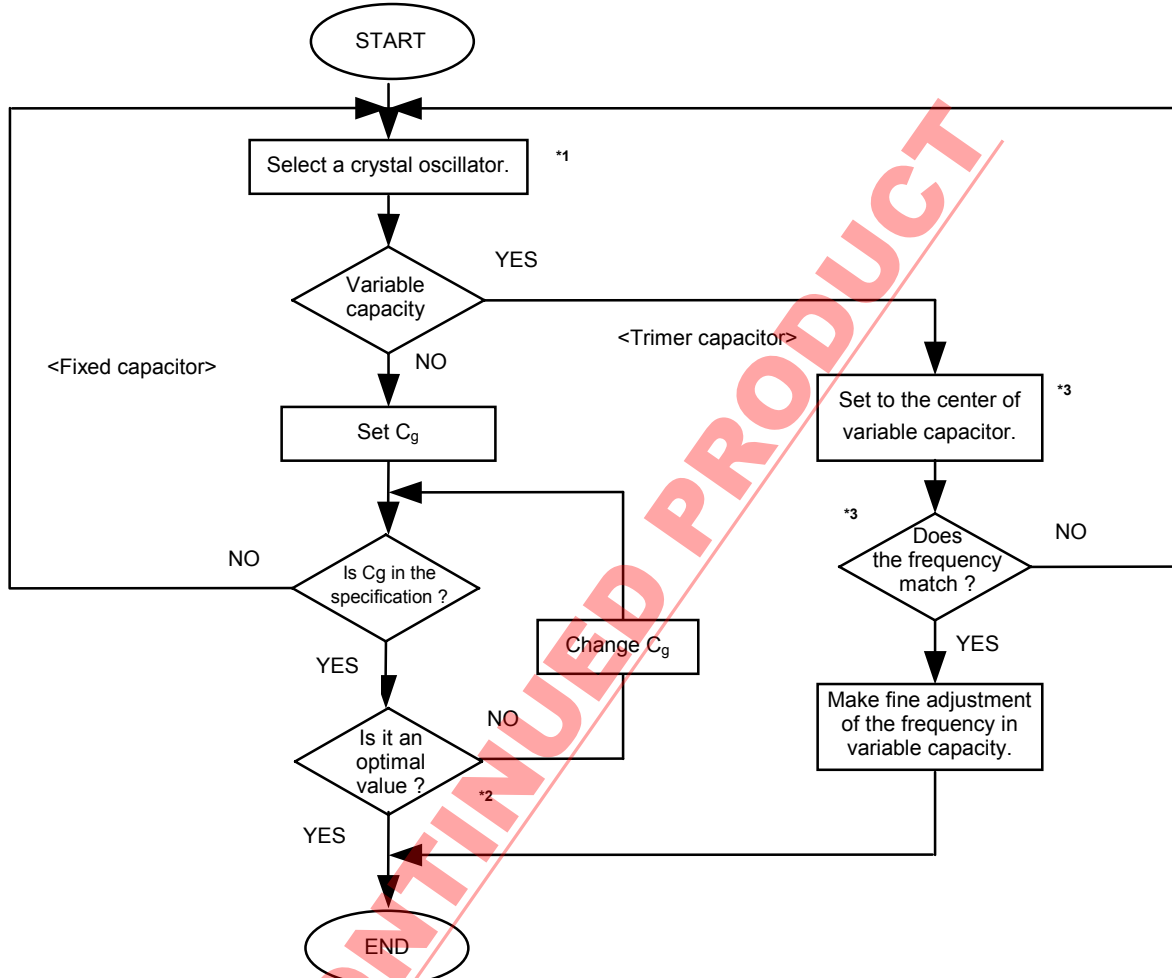 START
Select a crystal oscillator.
*1
Variable
capacity
YES
<Fixed capacitor>
NO
<Trimer capacitor>
Set Cg
Set to the center of
variable capacitor.
*3
*3
Does
the frequency
match ?
NO
NO
Is Cg in the
specification ?
Change Cg
YES
YES
Make fine adjustment
of the frequency in
variable capacity.
Is it an
optimal
value ?
NO
*2
YES
END
ONTINUED PRODUCT